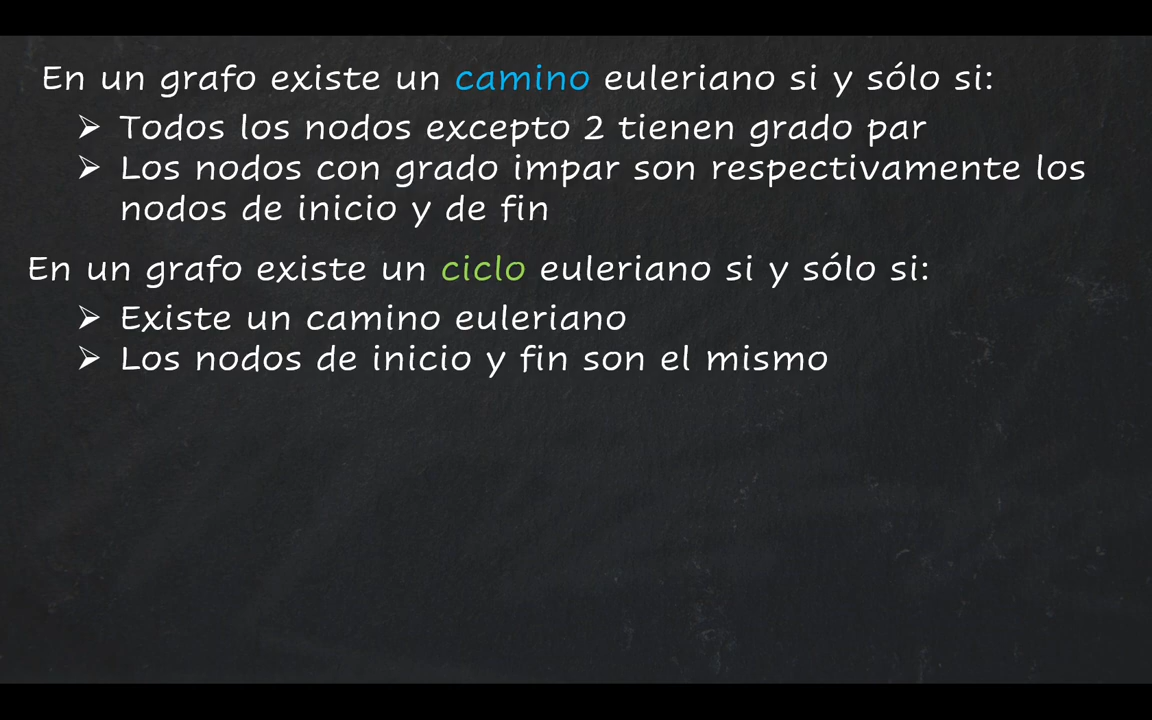 En un grafo existe un camino euleriano si y sólo si:
➢ Todos los nodos excepto 2 tienen grado par
➢ Los nodos con grado impar son respectivamente los
nodos de inicio y de fin
En un grafo existe un ciclo euleriano si y sólo si:
➢ Existe un camino euleriano
➢ Los nodos de inicio y fin son el mismo